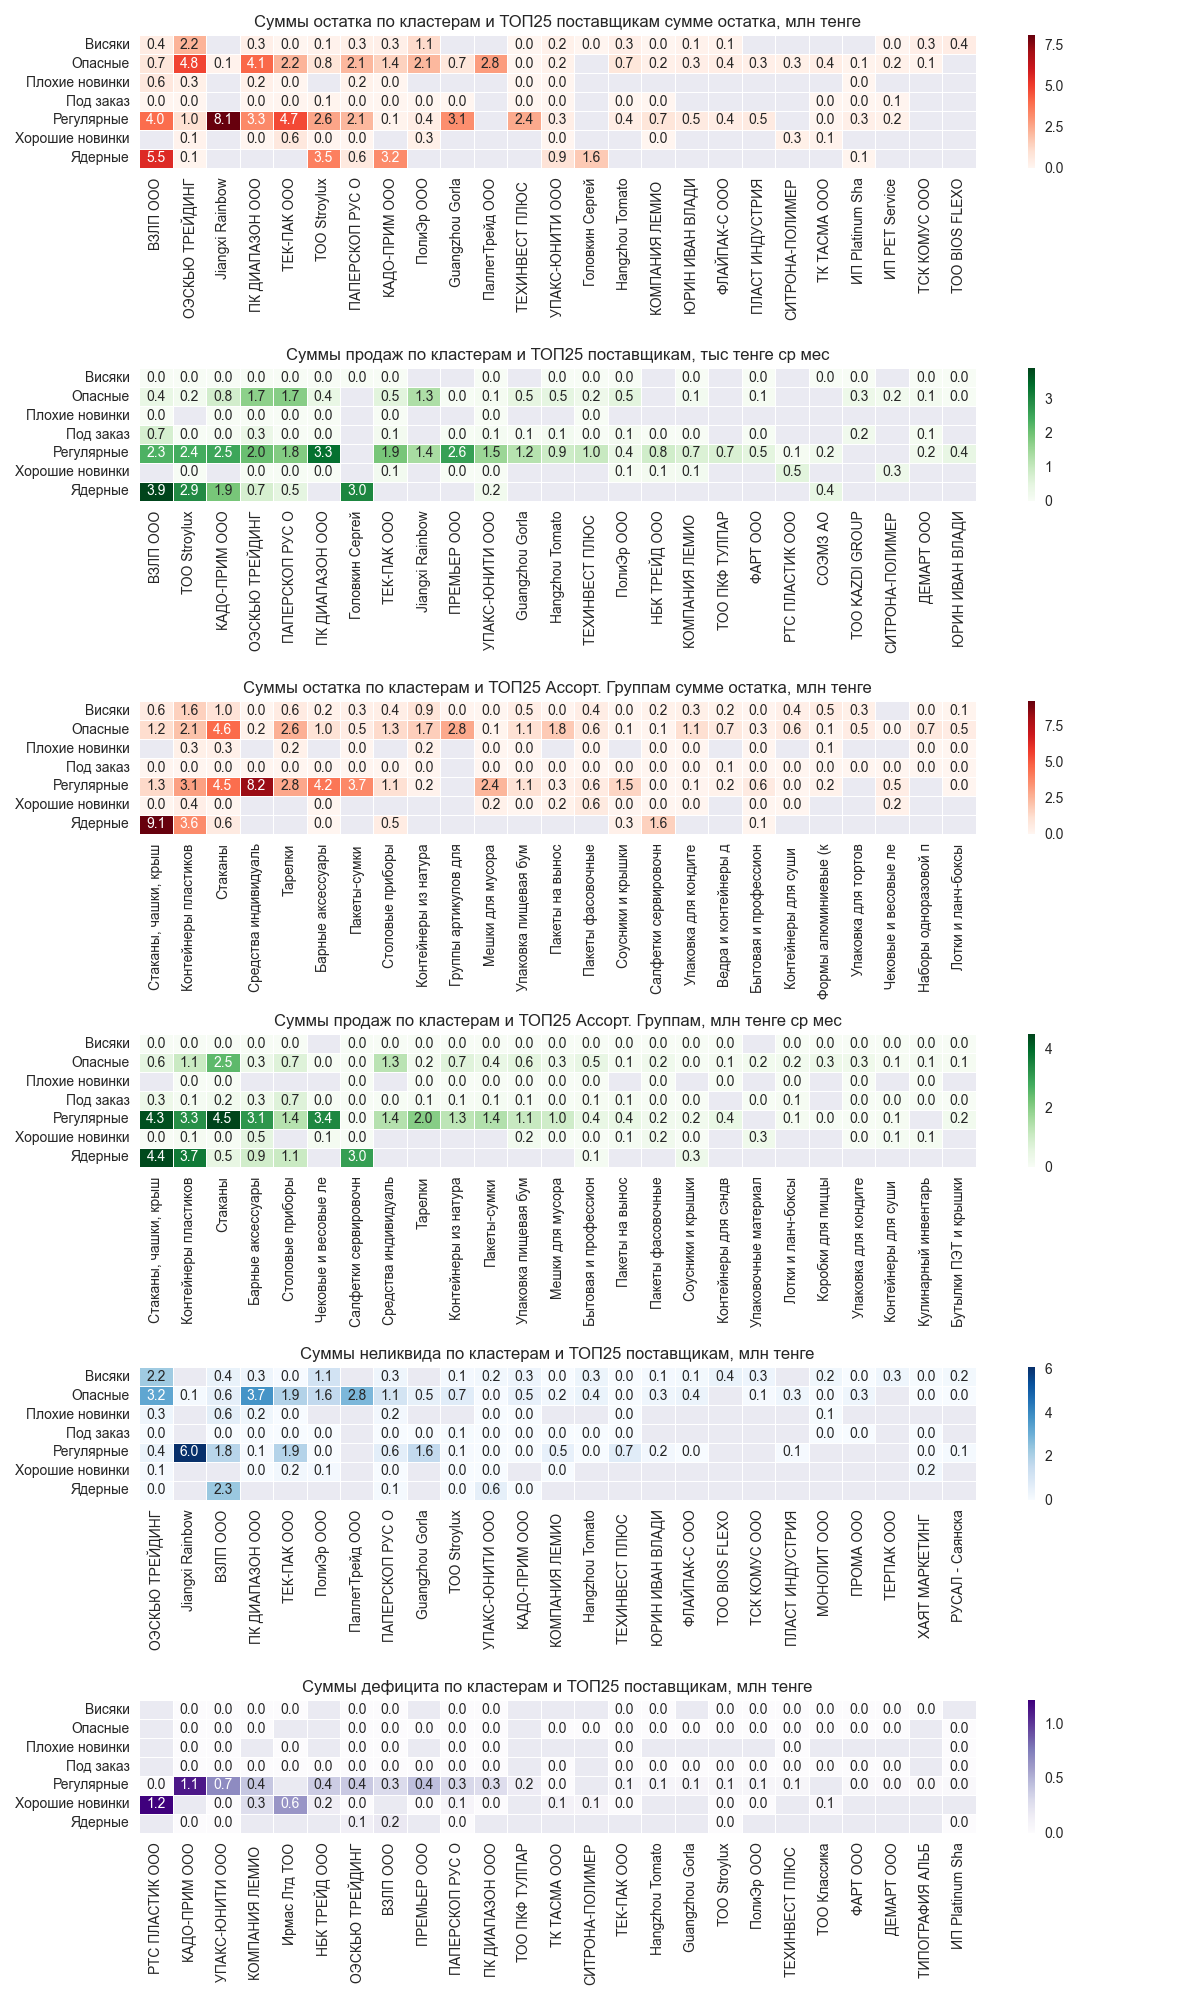 Суммы остатка по кластерам и ТОП25 поставщикам сумме остатка, млн тенге
Висяки 0.4 2.2 0.3 0.0 0.1 0.3 0.3 1.1 0.0 0.2 0.0 0.3 0.0 0.1 0.1 0.0 0.3 0.4
Опасные 0.7 4.8 0.1 4.1 2.2 0.8 2.1 1.4 2.1 0.7 2.8 0.0 0.2 0.7 0.2 0.3 0.4 0.3 0.3 0.4 0.1 0.2 0.1
Плохие новинки 0.6 0.3 0.2 0.0 0.2 0.0 0.0 0.0 0.0
Под заказ 0.0 0.0 0.0 0.0 0.1 0.0 0.0 0.0 0.0 0.0 0.0 0.0 0.0 0.0 0.0 0.1
Регулярные 4.0 1.0 8.1 3.3 4.7 2.6 2.1 0.1 0.4 3.1 2.4 0.3 0.4 0.7 0.5 0.4 0.5 0.0 0.3 0.2
Хорошие новинки 0.1 0.0 0.6 0.0 0.0 0.3 0.0 0.0 0.3 0.1
Ядерные 5.5 0.1 3.5 0.6 3.2 0.9 1.6 0.1
7.5
5.0
2.5
0.0
ВЗЛП ООО
ОЭСКЬЮ ТРЕЙДИНГ
Jiangxi Rainbow
ПК ДИАПАЗОН ООО
ТЕК-ПАК ООО
ТОО Stroylux
ПАПЕРСКОП РУС О
КАДО-ПРИМ ООО
ПолиЭр ООО
Guangzhou Gorla
ПаллетТрейд ООО
ТЕХИНВЕСТ ПЛЮС
УПАКС-ЮНИТИ ООО
Головкин Сергей
Hangzhou Tomato
КОМПАНИЯ ЛЕМИО
ЮРИН ИВАН ВЛАДИ
ФЛАЙПАК-С ООО
ПЛАСТ ИНДУСТРИЯ
СИТРОНА-ПОЛИМЕР
ТК ТАСМА ООО
ИП Platinum Sha
ИП PET Service
ТСК КОМУС ООО
ТОО BIOS FLEXO
Суммы продаж по кластерам и ТОП25 поставщикам, тыс тенге ср мес
Висяки 0.0 0.0 0.0 0.0 0.0 0.0 0.0 0.0 0.0 0.0 0.0 0.0 0.0 0.0 0.0 0.0 0.0 0.0
Опасные 0.4 0.2 0.8 1.7 1.7 0.4 0.5 1.3 0.0 0.1 0.5 0.5 0.2 0.5 0.1 0.1 0.3 0.2 0.1 0.0
Плохие новинки 0.0 0.0 0.0 0.0 0.0 0.0 0.0 0.0
Под заказ 0.7 0.0 0.0 0.3 0.0 0.0 0.1 0.0 0.1 0.1 0.1 0.0 0.1 0.0 0.0 0.0 0.2 0.1
Регулярные 2.3 2.4 2.5 2.0 1.8 3.3 1.9 1.4 2.6 1.5 1.2 0.9 1.0 0.4 0.8 0.7 0.7 0.5 0.1 0.2 0.2 0.4
Хорошие новинки 0.0 0.0 0.0 0.0 0.1 0.0 0.0 0.1 0.1 0.1 0.5 0.3
Ядерные 3.9 2.9 1.9 0.7 0.5 3.0 0.2 0.4
3
2
1
0
ВЗЛП ООО
ТОО Stroylux
КАДО-ПРИМ ООО
ОЭСКЬЮ ТРЕЙДИНГ
ПАПЕРСКОП РУС О
ПК ДИАПАЗОН ООО
Головкин Сергей
ТЕК-ПАК ООО
Jiangxi Rainbow
ПРЕМЬЕР ООО
УПАКС-ЮНИТИ ООО
Guangzhou Gorla
Hangzhou Tomato
ТЕХИНВЕСТ ПЛЮС
ПолиЭр ООО
НБК ТРЕЙД ООО
КОМПАНИЯ ЛЕМИО
ТОО ПКФ ТУЛПАР
ФАРТ ООО
РТС ПЛАСТИК ООО
СОЭМЗ АО
ТОО KAZDI GROUP
СИТРОНА-ПОЛИМЕР
ДЕМАРТ ООО
ЮРИН ИВАН ВЛАДИ
Суммы остатка по кластерам и ТОП25 Ассорт. Группам сумме остатка, млн тенге
Висяки 0.6 1.6 1.0 0.0 0.6 0.2 0.3 0.4 0.9 0.0 0.0 0.5 0.0 0.4 0.0 0.2 0.3 0.2 0.0 0.4 0.5 0.3 0.0 0.1
Опасные 1.2 2.1 4.6 0.2 2.6 1.0 0.5 1.3 1.7 2.8 0.1 1.1 1.8 0.6 0.1 0.1 1.1 0.7 0.3 0.6 0.1 0.5 0.0 0.7 0.5
Плохие новинки 0.3 0.3 0.2 0.0 0.2 0.0 0.0 0.0 0.0 0.0 0.0 0.1 0.0 0.0
Под заказ 0.0 0.0 0.0 0.0 0.0 0.0 0.0 0.0 0.0 0.0 0.0 0.0 0.0 0.0 0.0 0.0 0.1 0.0 0.0 0.0 0.0 0.0 0.0 0.0
Регулярные 1.3 3.1 4.5 8.2 2.8 4.2 3.7 1.1 0.2 2.4 1.1 0.3 0.6 1.5 0.0 0.1 0.2 0.6 0.0 0.2 0.5 0.0
Хорошие новинки 0.0 0.4 0.0 0.0 0.2 0.0 0.2 0.6 0.0 0.0 0.0 0.0 0.0 0.2
Ядерные 9.1 3.6 0.6 0.0 0.5 0.3 1.6 0.1
7.5
5.0
2.5
0.0
Стаканы, чашки, крыш
Контейнеры пластиков
Стаканы
Средства индивидуаль
Тарелки
Барные аксессуары
Пакеты-сумки
Столовые приборы
Контейнеры из натура
Группы артикулов для
Мешки для мусора
Упаковка пищевая бум
Пакеты на вынос
Пакеты фасовочные
Соусники и крышки
Салфетки сервировочн
Упаковка для кондите
Ведра и контейнеры д
Бытовая и профессион
Контейнеры для суши
Формы алюминиевые (к
Упаковка для тортов
Чековые и весовые ле
Наборы одноразовой п
Лотки и ланч-боксы
Суммы продаж по кластерам и ТОП25 Ассорт. Группам, млн тенге ср мес
Висяки 0.0 0.0 0.0 0.0 0.0 0.0 0.0 0.0 0.0 0.0 0.0 0.0 0.0 0.0 0.0 0.0 0.0 0.0 0.0 0.0 0.0 0.0 0.0
Опасные 0.6 1.1 2.5 0.3 0.7 0.0 0.0 1.3 0.2 0.7 0.4 0.6 0.3 0.5 0.1 0.2 0.0 0.1 0.2 0.2 0.3 0.3 0.1 0.1 0.1
Плохие новинки 0.0 0.0 0.0 0.0 0.0 0.0 0.0 0.0 0.0 0.0 0.0 0.0 0.0 0.0
Под заказ 0.3 0.1 0.2 0.3 0.7 0.0 0.0 0.0 0.1 0.1 0.1 0.1 0.0 0.1 0.1 0.0 0.0 0.0 0.1 0.0 0.0 0.0
Регулярные 4.3 3.3 4.5 3.1 1.4 3.4 0.0 1.4 2.0 1.3 1.4 1.1 1.0 0.4 0.4 0.2 0.2 0.4 0.1 0.0 0.0 0.1 0.2
Хорошие новинки 0.0 0.1 0.0 0.5 0.1 0.0 0.2 0.0 0.0 0.1 0.2 0.0 0.3 0.0 0.1 0.1
Ядерные 4.4 3.7 0.5 0.9 1.1 3.0 0.1 0.3
4
2
0
Стаканы, чашки, крыш
Контейнеры пластиков
Стаканы
Барные аксессуары
Столовые приборы
Чековые и весовые ле
Салфетки сервировочн
Средства индивидуаль
Тарелки
Контейнеры из натура
Пакеты-сумки
Упаковка пищевая бум
Мешки для мусора
Бытовая и профессион
Пакеты на вынос
Пакеты фасовочные
Соусники и крышки
Контейнеры для сэндв
Упаковочные материал
Лотки и ланч-боксы
Коробки для пиццы
Упаковка для кондите
Контейнеры для суши
Кулинарный инвентарь
Бутылки ПЭТ и крышки
Суммы неликвида по кластерам и ТОП25 поставщикам, млн тенге
Висяки 2.2 0.4 0.3 0.0 1.1 0.3 0.1 0.2 0.3 0.0 0.3 0.0 0.1 0.1 0.4 0.3 0.2 0.0 0.3 0.0 0.2
Опасные 3.2 0.1 0.6 3.7 1.9 1.6 2.8 1.1 0.5 0.7 0.0 0.5 0.2 0.4 0.0 0.3 0.4 0.1 0.3 0.0 0.3 0.0 0.0
Плохие новинки 0.3 0.6 0.2 0.0 0.2 0.0 0.0 0.0 0.1
Под заказ 0.0 0.0 0.0 0.0 0.0 0.0 0.0 0.1 0.0 0.0 0.0 0.0 0.0 0.0 0.0 0.0
Регулярные 0.4 6.0 1.8 0.1 1.9 0.0 0.6 1.6 0.1 0.0 0.0 0.5 0.0 0.7 0.2 0.0 0.1 0.0 0.1
Хорошие новинки 0.1 0.0 0.2 0.1 0.0 0.0 0.0 0.0 0.2
Ядерные 0.0 2.3 0.1 0.0 0.6 0.0
6
4
2
0
ОЭСКЬЮ ТРЕЙДИНГ
Jiangxi Rainbow
ВЗЛП ООО
ПК ДИАПАЗОН ООО
ТЕК-ПАК ООО
ПолиЭр ООО
ПаллетТрейд ООО
ПАПЕРСКОП РУС О
Guangzhou Gorla
ТОО Stroylux
УПАКС-ЮНИТИ ООО
КАДО-ПРИМ ООО
КОМПАНИЯ ЛЕМИО
Hangzhou Tomato
ТЕХИНВЕСТ ПЛЮС
ЮРИН ИВАН ВЛАДИ
ФЛАЙПАК-С ООО
ТОО BIOS FLEXO
ТСК КОМУС ООО
ПЛАСТ ИНДУСТРИЯ
МОНОЛИТ ООО
ПРОМА ООО
ТЕРПАК ООО
ХАЯТ МАРКЕТИНГ
РУСАЛ - Саянска
Суммы дефицита по кластерам и ТОП25 поставщикам, млн тенге
Висяки 0.0 0.0 0.0 0.0 0.0 0.0 0.0 0.0 0.0 0.0 0.0 0.0 0.0 0.0 0.0 0.0 0.0 0.0
Опасные 0.0 0.0 0.0 0.0 0.0 0.0 0.0 0.0 0.0 0.0 0.0 0.0 0.0 0.0 0.0 0.0 0.0 0.0 0.0
Плохие новинки 0.0 0.0 0.0 0.0 0.0 0.0 0.0 0.0 0.0
Под заказ 0.0 0.0 0.0 0.0 0.0 0.0 0.0 0.0 0.0 0.0 0.0 0.0 0.0 0.0 0.0 0.0 0.0 0.0 0.0 0.0
Регулярные 0.0 1.1 0.7 0.4 0.4 0.4 0.3 0.4 0.3 0.3 0.2 0.0 0.1 0.1 0.1 0.1 0.1 0.1 0.0 0.0 0.0 0.0
Хорошие новинки 1.2 0.0 0.3 0.6 0.2 0.0 0.0 0.1 0.0 0.1 0.1 0.0 0.0 0.0 0.1
Ядерные 0.0 0.0 0.1 0.2 0.0 0.0 0.0
1.0
0.5
0.0
РТС ПЛАСТИК ООО
КАДО-ПРИМ ООО
УПАКС-ЮНИТИ ООО
КОМПАНИЯ ЛЕМИО
Ирмас Лтд ТОО
НБК ТРЕЙД ООО
ОЭСКЬЮ ТРЕЙДИНГ
ВЗЛП ООО
ПРЕМЬЕР ООО
ПАПЕРСКОП РУС О
ПК ДИАПАЗОН ООО
ТОО ПКФ ТУЛПАР
ТК ТАСМА ООО
СИТРОНА-ПОЛИМЕР
ТЕК-ПАК ООО
Hangzhou Tomato
Guangzhou Gorla
ТОО Stroylux
ПолиЭр ООО
ТЕХИНВЕСТ ПЛЮС
ТОО Классика
ФАРТ ООО
ДЕМАРТ ООО
ТИПОГРАФИЯ АЛЬБ
ИП Platinum Sha